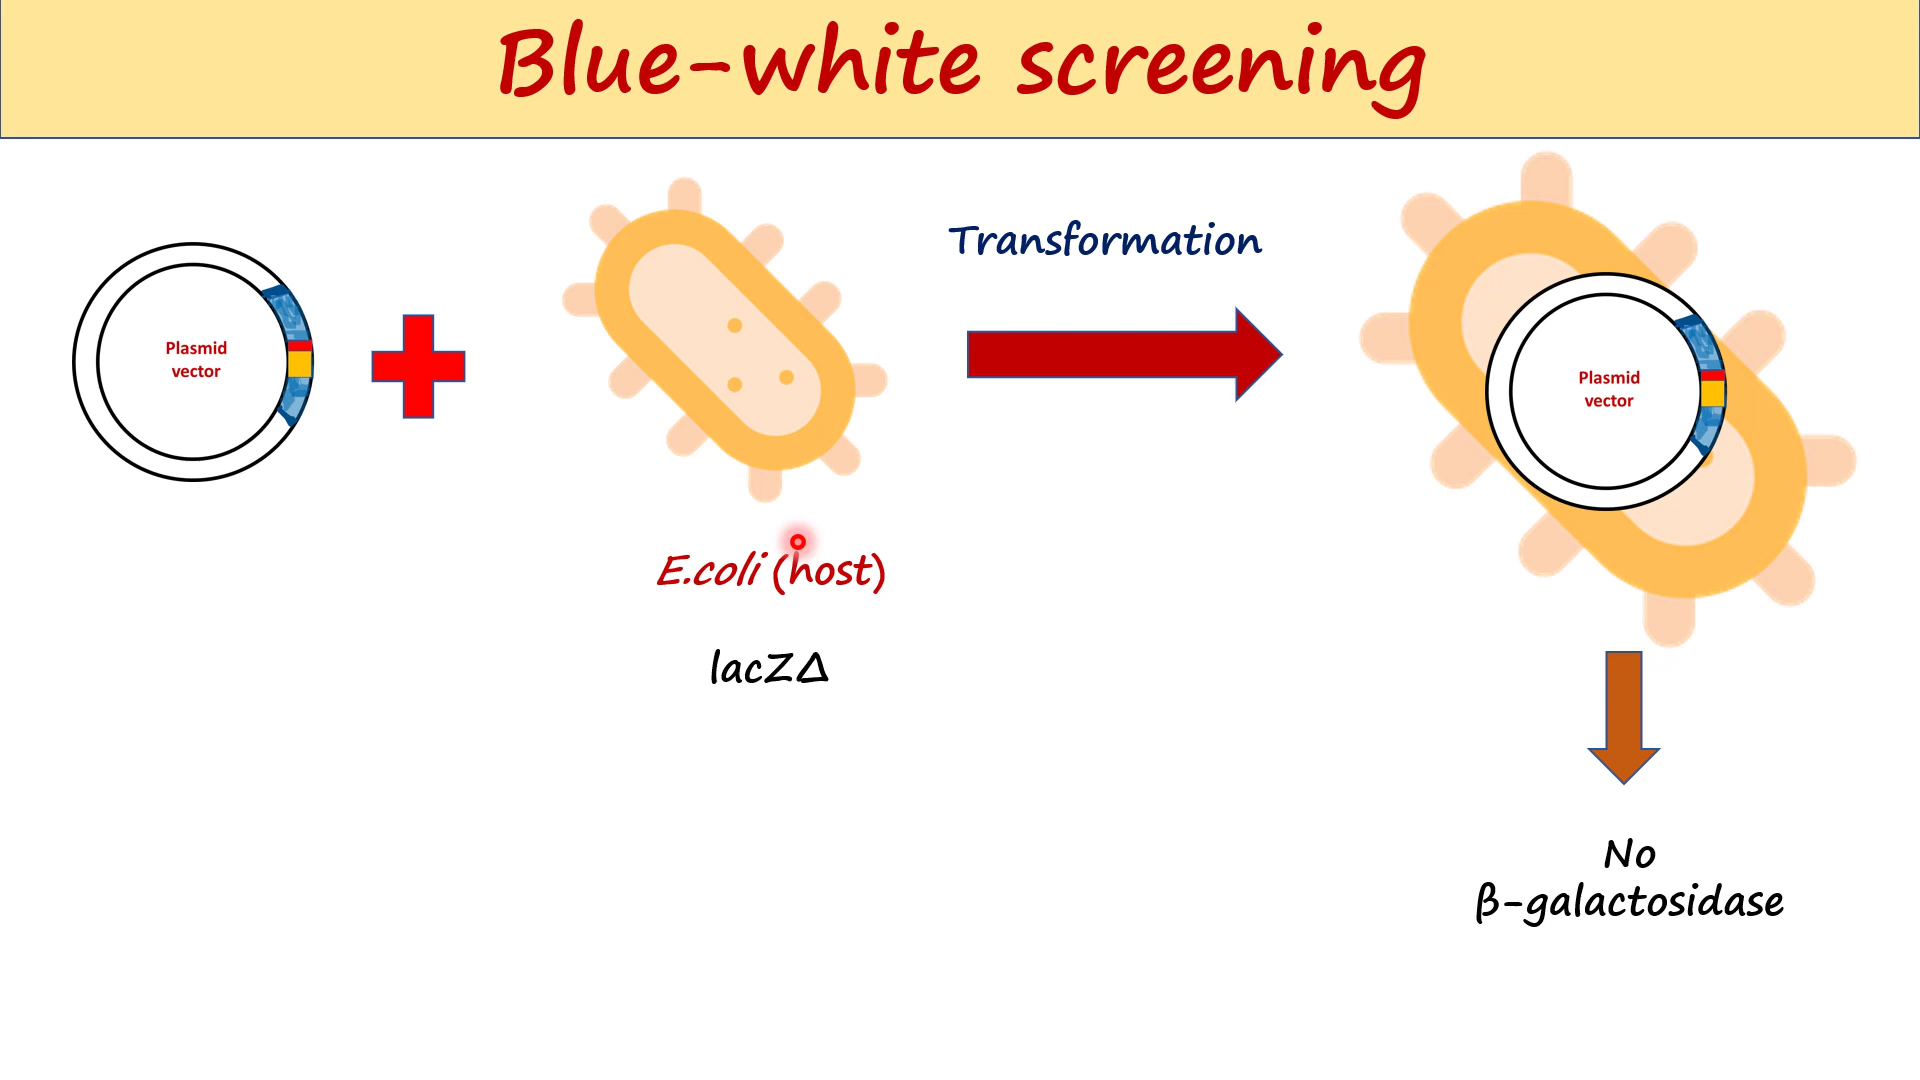 Blue-white screening
Plasmid
vector
E.coli (host)
lacZΔ
Transformation
Plasmid
vector
No
β-galactosidase